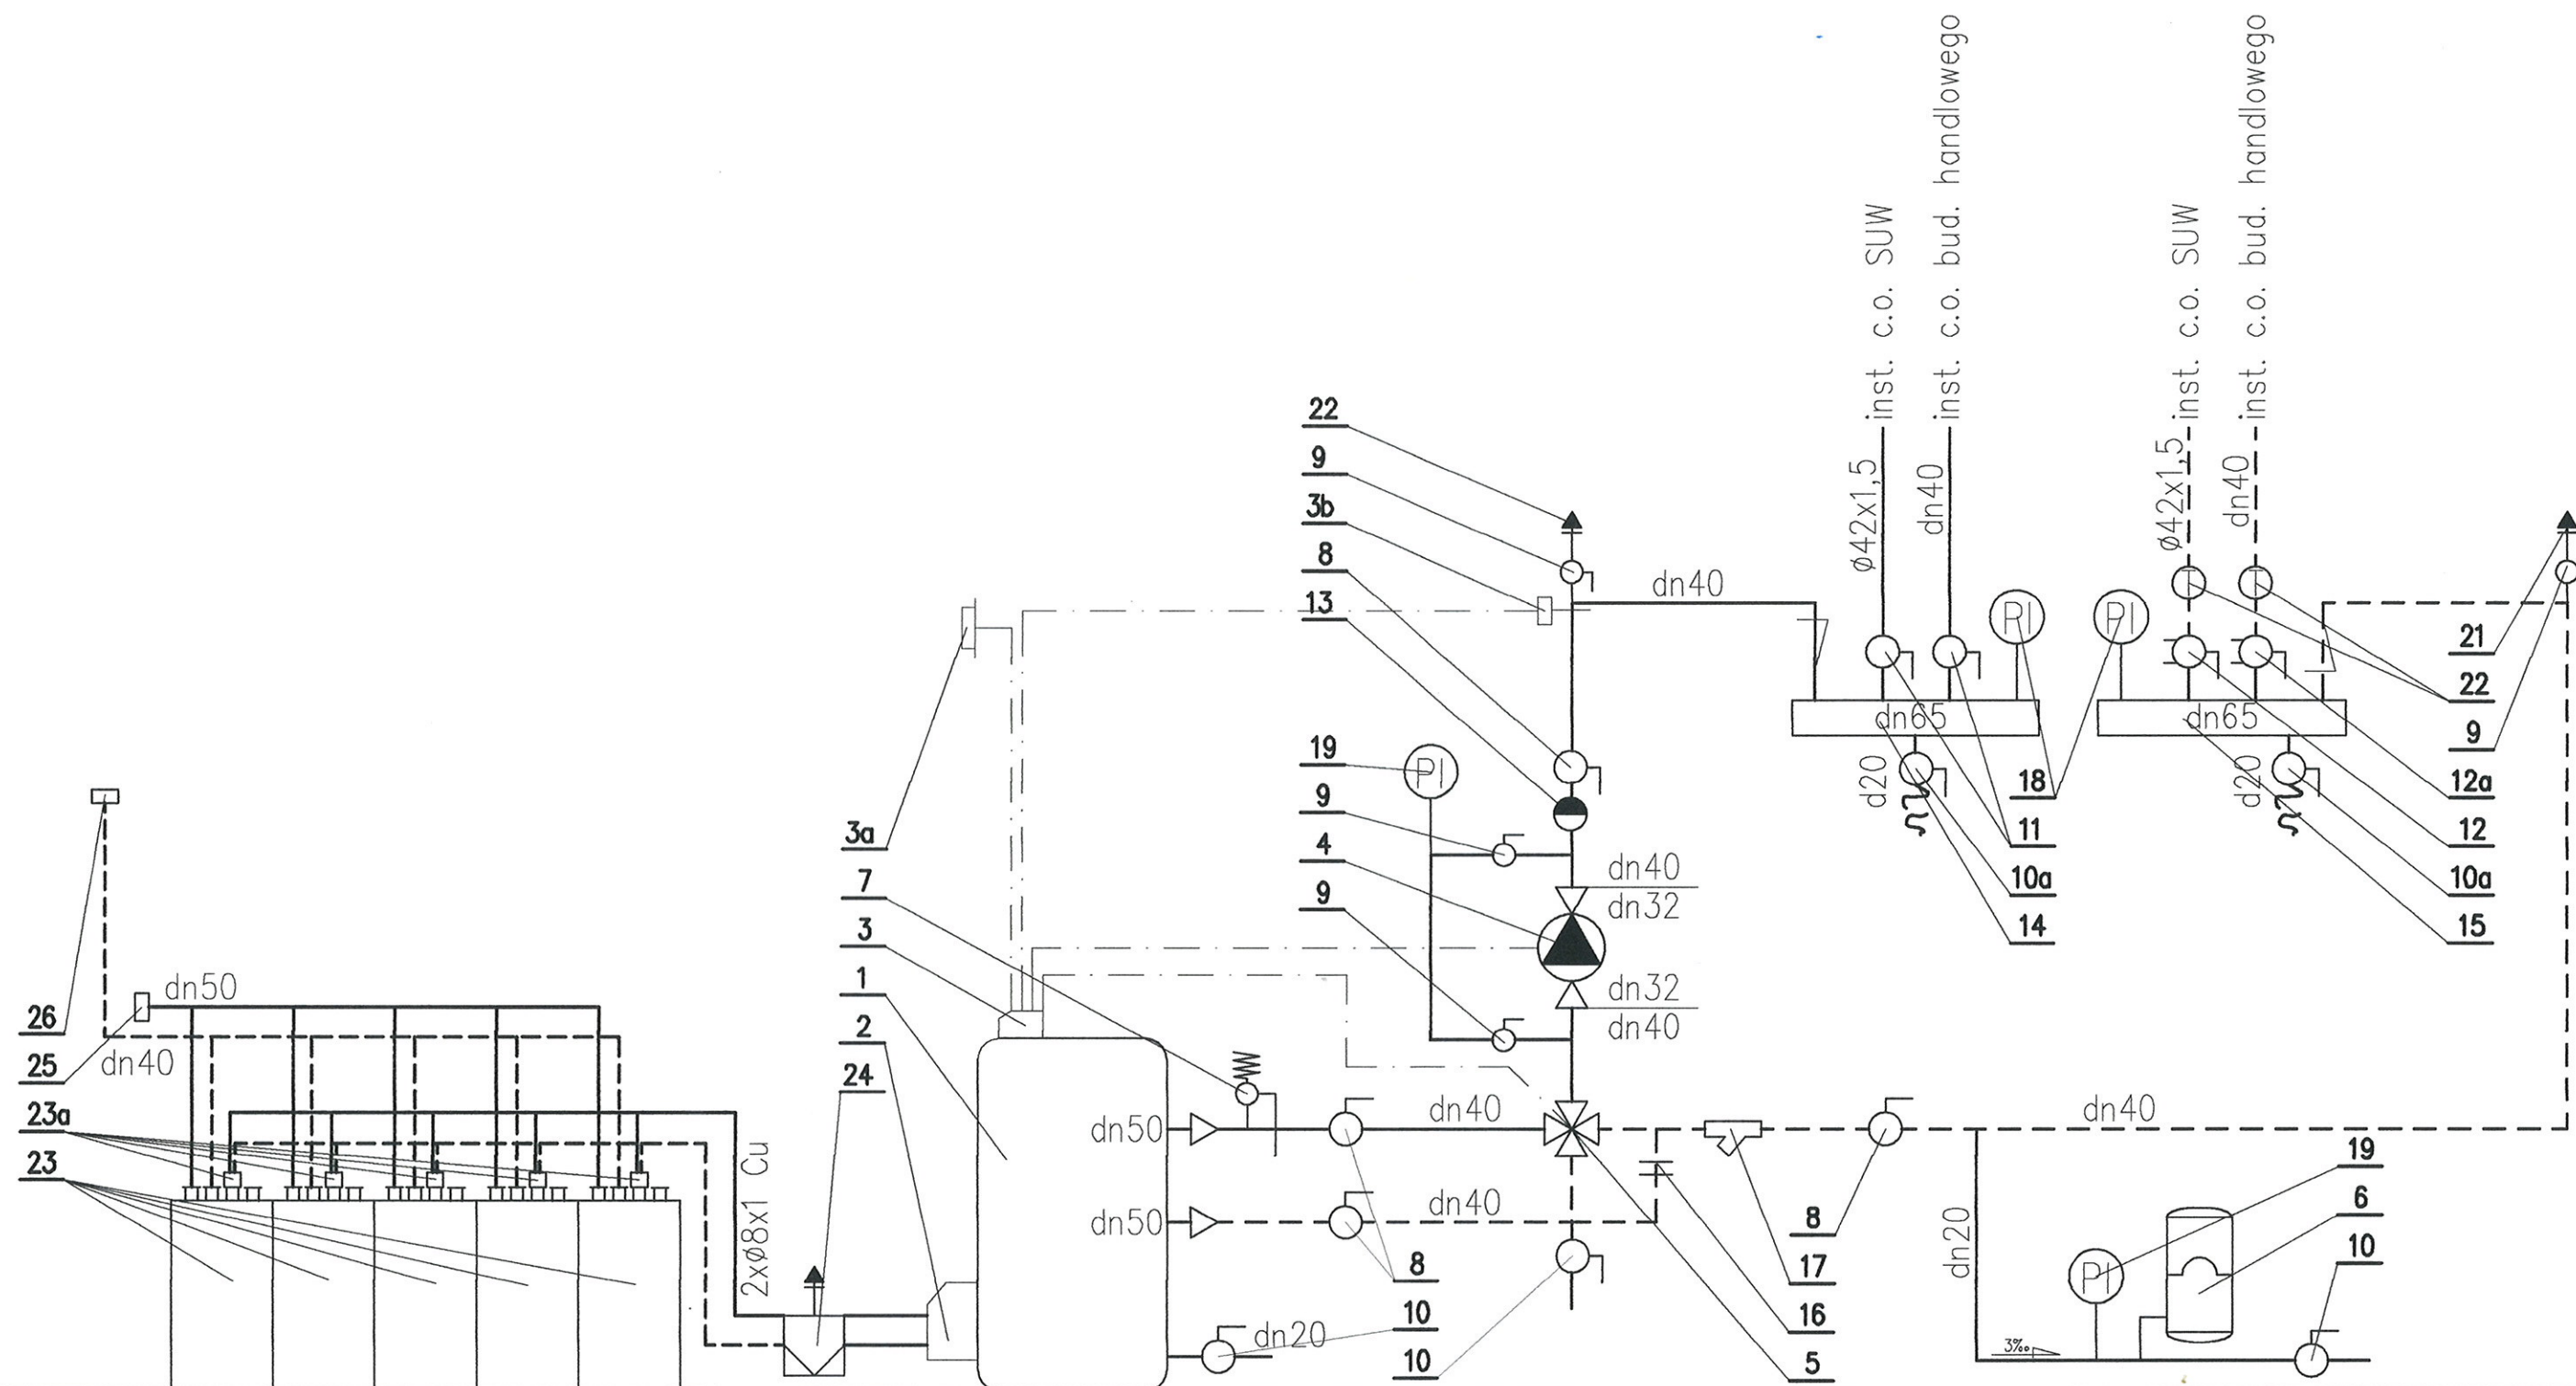 inst. c.o. SUW
inst. c.o. bud. handlowego
inst. c.o. SUW
inst. c.o. bud. handlowego
ø42x1,5
dn40
ø42x1,5
dn40
22
9
3b
8
13
dn40
PI
PI
21
22
9
dn65
dn65
19
PI
d20
18
d20
12a
9
3a
11
12
4
dn40
7
10a
10a
9
dn32
3
14
15
dn50
1
dn32
26
2
dn40
25
dn40
24
23a
dn50
dn40
dn40
23
2xø8x1 Cu
19
dn50
dn40
8
6
8
dn20
10
17
PI
10
16
dn20
3‰
10
5